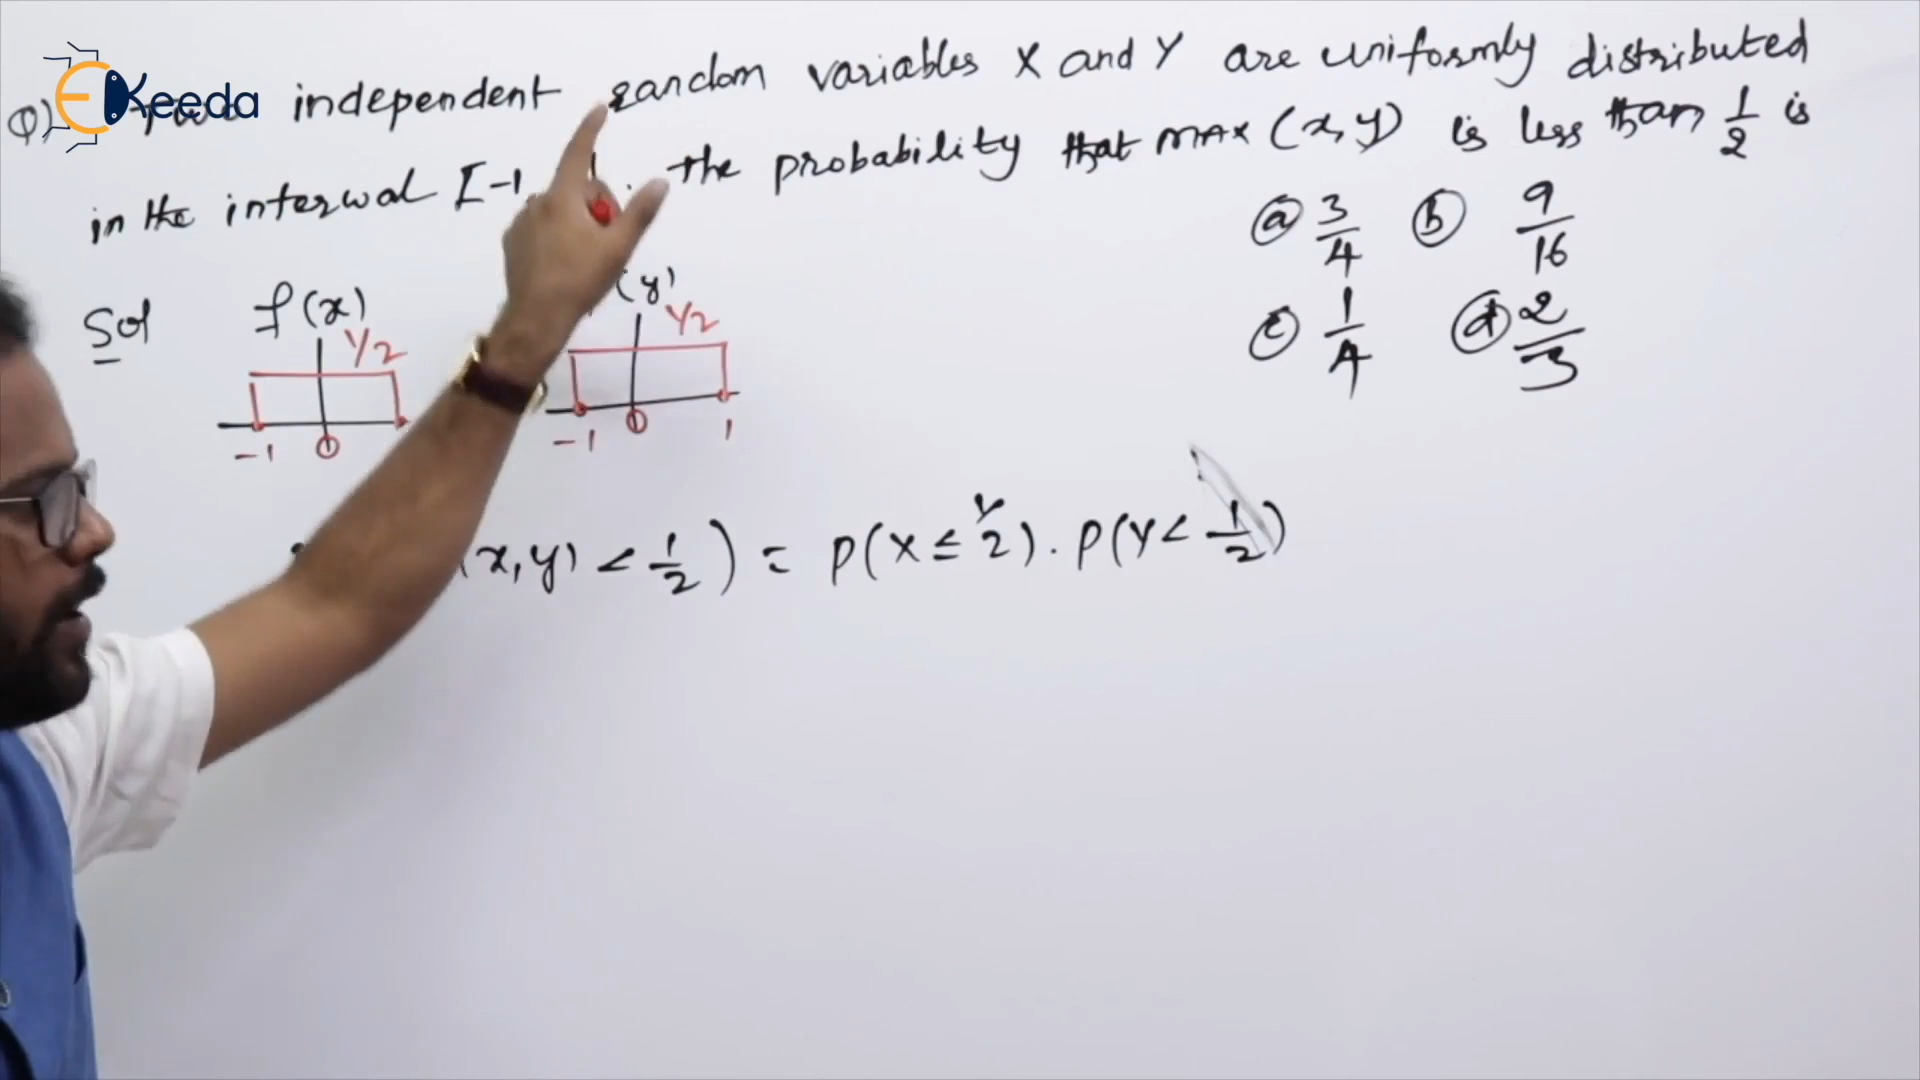 EKeeda
Q) independent random variables X and Y are uniformly distributed
in the interval [-1, the probability that MAX (x, y) is less than 1/2 is
(a) 3/4 (b) 9/16
(c) 1/4 (d) 2/3
Sol f(x) (y)
1/2 1/2
-1 0 -1 0 1
x, y) < 1/2) = P(X ≤ 1/2) . P(Y < 1/2)